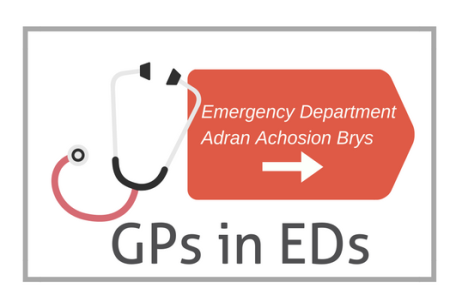 Emergency Department
Adran Achosion Brys
GPs in EDs